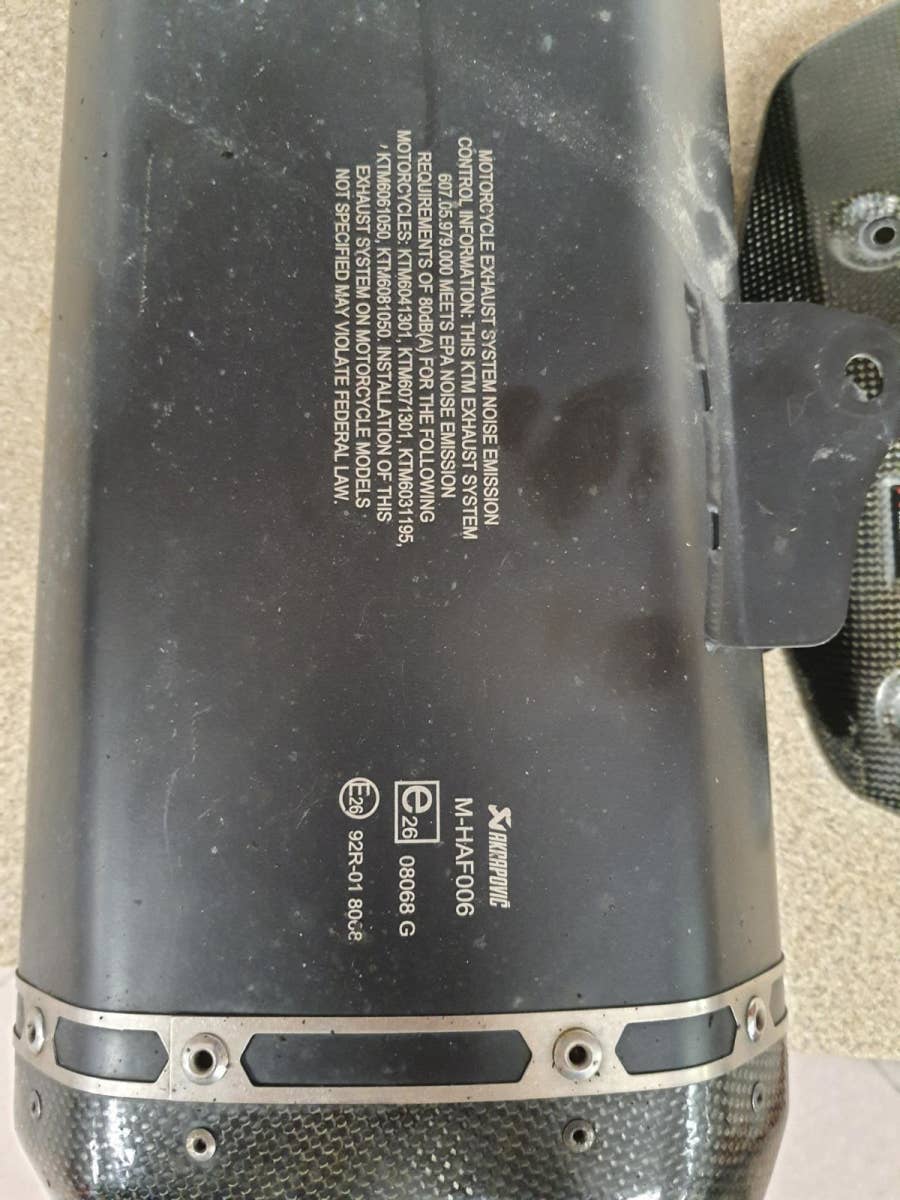 MOTORCYCLE EXHAUST SYSTEM NOISE EMISSION
CONTROL INFORMATION: THIS KTM EXHAUST SYSTEM
607.05.979.000 MEETS EPA NOISE EMISSION
REQUIREMENTS OF 80dB(A) FOR THE FOLLOWING
MOTORCYCLES: KTM6041301, KTM6071301, KTM6031195,
, KTM6061050, KTM6081050. INSTALLATION OF THIS
EXHAUST SYSTEM ON MOTORCYCLE MODELS
NOT SPECIFIED MAY VIOLATE FEDERAL LAW.
AKRAPOVIČ
M-HAF006
e26 08068 G
E26 92R-01 8068